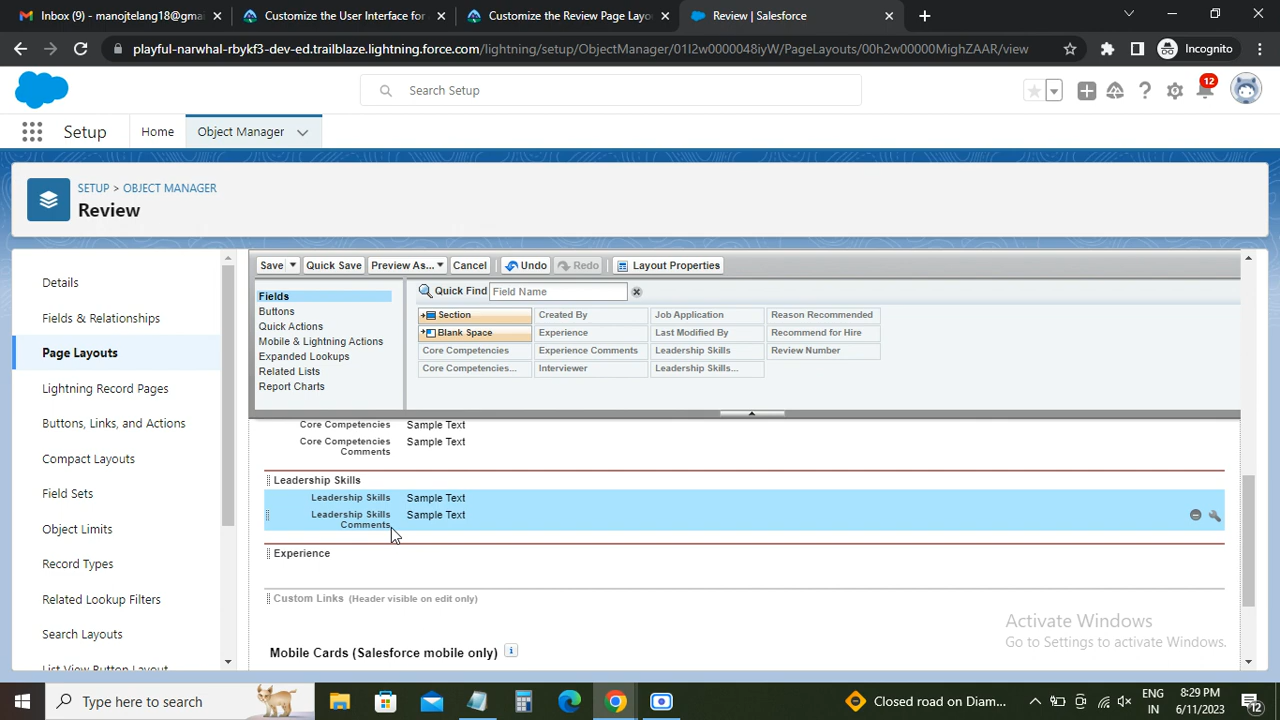 Inbox (9) - manojtelang18@gma
Customize the User Interface for
Customize the Review Page Layo
Review | Salesforce
playful-narwhal-rbykf3-dev-ed.trailblaze.lightning.force.com/lightning/setup/ObjectManager/01I2w0000048iyW/PageLayouts/00h2w00000MighZAAR/view
Incognito
Search Setup
12
Setup
Home
Object Manager
SETUP > OBJECT MANAGER
Review
Details
Fields & Relationships
Page Layouts
Lightning Record Pages
Buttons, Links, and Actions
Compact Layouts
Field Sets
Object Limits
Record Types
Related Lookup Filters
Search Layouts
List View Button Layout
Save
Quick Save
Preview As...
Cancel
Undo
Redo
Layout Properties
Fields
Buttons
Quick Actions
Mobile & Lightning Actions
Expanded Lookups
Related Lists
Report Charts
Quick Find
Field Name
Section
Created By
Job Application
Reason Recommended
Blank Space
Experience
Last Modified By
Recommend for Hire
Core Competencies
Experience Comments
Leadership Skills
Review Number
Core Competencies...
Interviewer
Leadership Skills...
Core Competencies Sample Text
Core Competencies Sample Text
Comments
Leadership Skills
Leadership Skills Sample Text
Leadership Skills Sample Text
Comments
Experience
Custom Links (Header visible on edit only)
Mobile Cards (Salesforce mobile only)
Activate Windows
Go to Settings to activate Windows.
Type here to search
Closed road on Diam...
ENG
IN
8:29 PM
6/11/2023
12